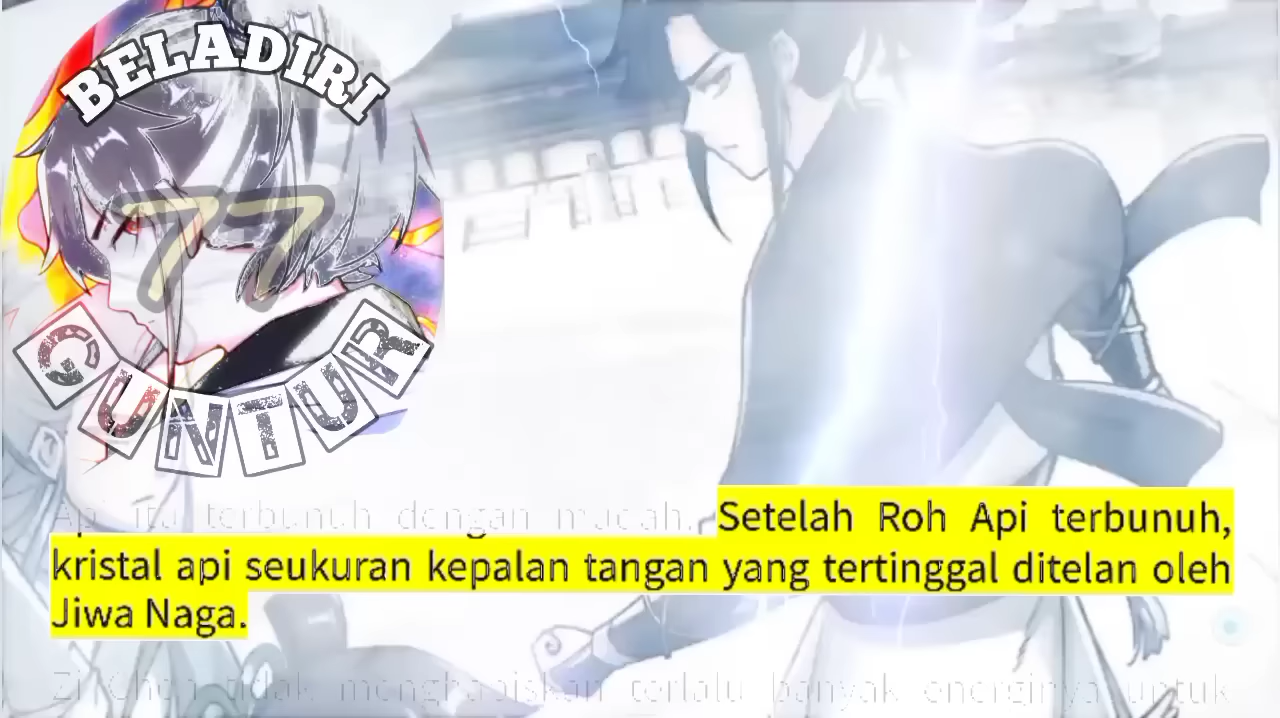 BELADIRI
77
GUNTUR
Api itu terbunuh dengan mudah. Setelah Roh Api terbunuh,
kristal api seukuran kepalan tangan yang tertinggal ditelan oleh
Jiwa Naga.
Zi Chen tidak menghabiskan terlalu banyak energinya untuk